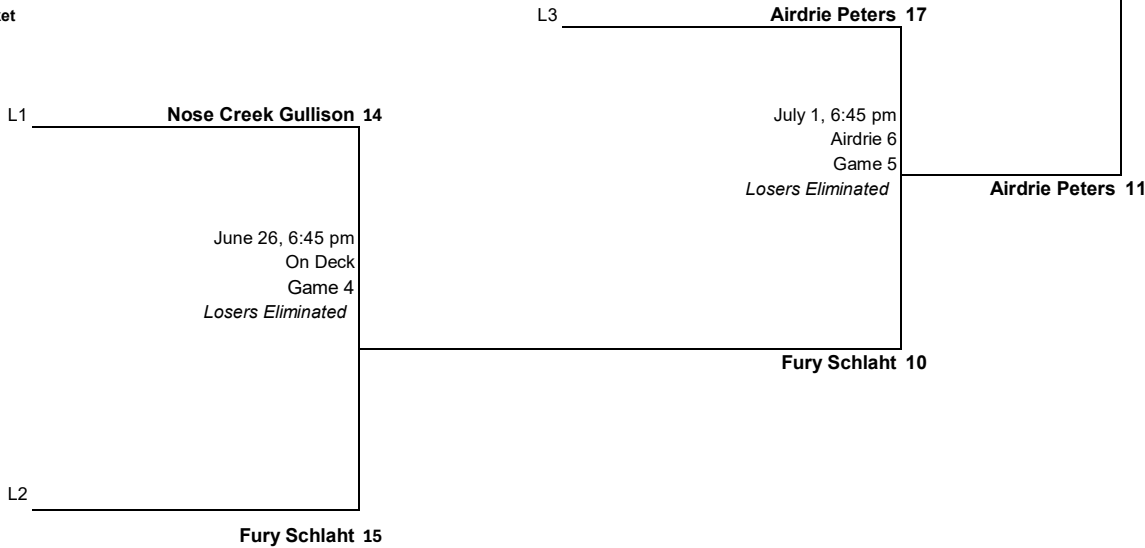 ket
L3 Airdrie Peters 17
L1 Nose Creek Gullison 14
July 1, 6:45 pm
Airdrie 6
Game 5
Losers Eliminated
Airdrie Peters 11
June 26, 6:45 pm
On Deck
Game 4
Losers Eliminated
Fury Schlaht 10
L2
Fury Schlaht 15